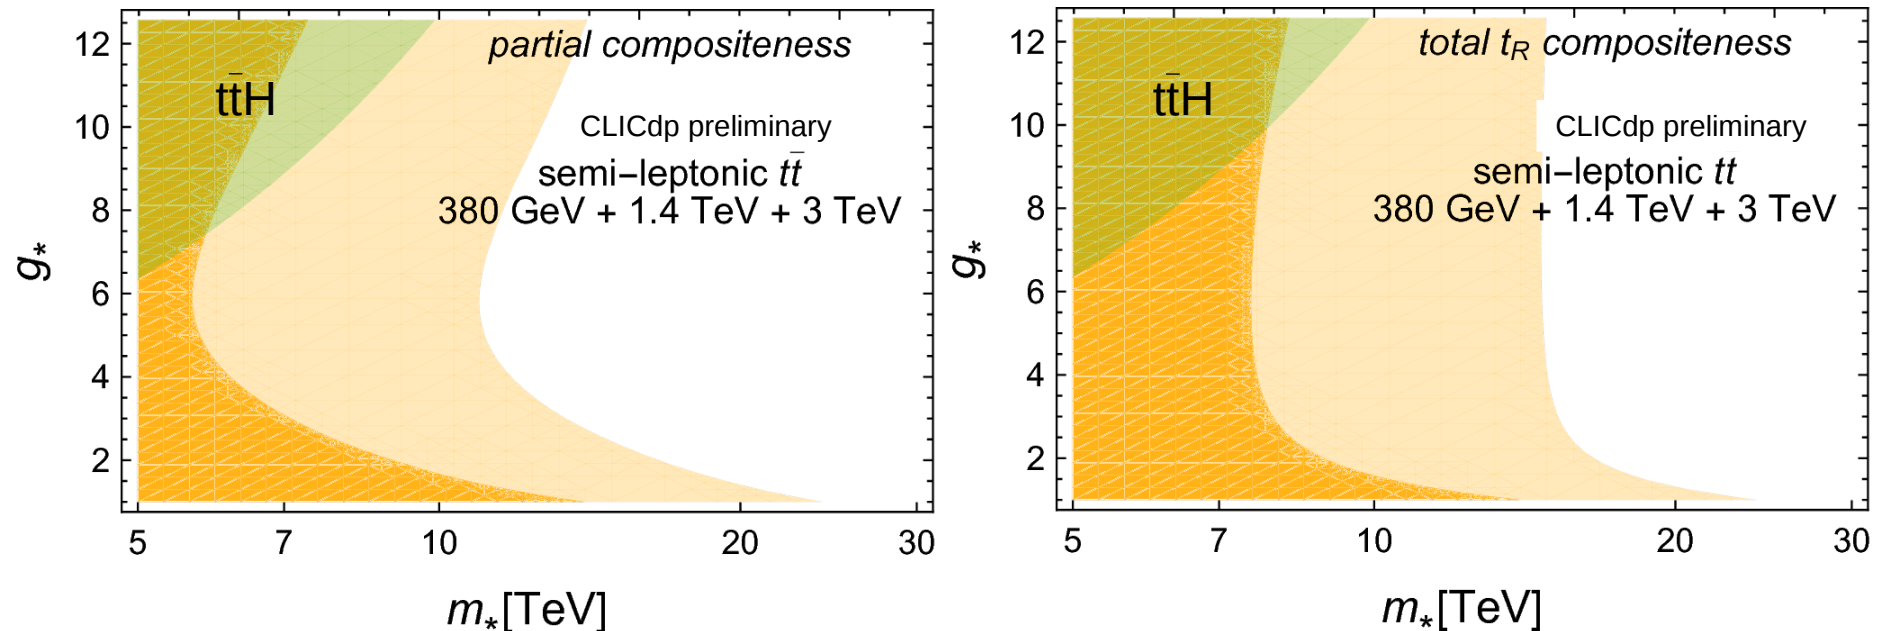 partial compositeness
tt̄H
CLICdp preliminary
semi−leptonic tt̄
380 GeV + 1.4 TeV + 3 TeV
g*
12
10
8
6
4
2
5 7 10 20 30
m*[TeV]
total tR compositeness
tt̄H
CLICdp preliminary
semi−leptonic tt
380 GeV + 1.4 TeV + 3 TeV
g*
12
10
8
6
4
2
5 7 10 20 30
m*[TeV]